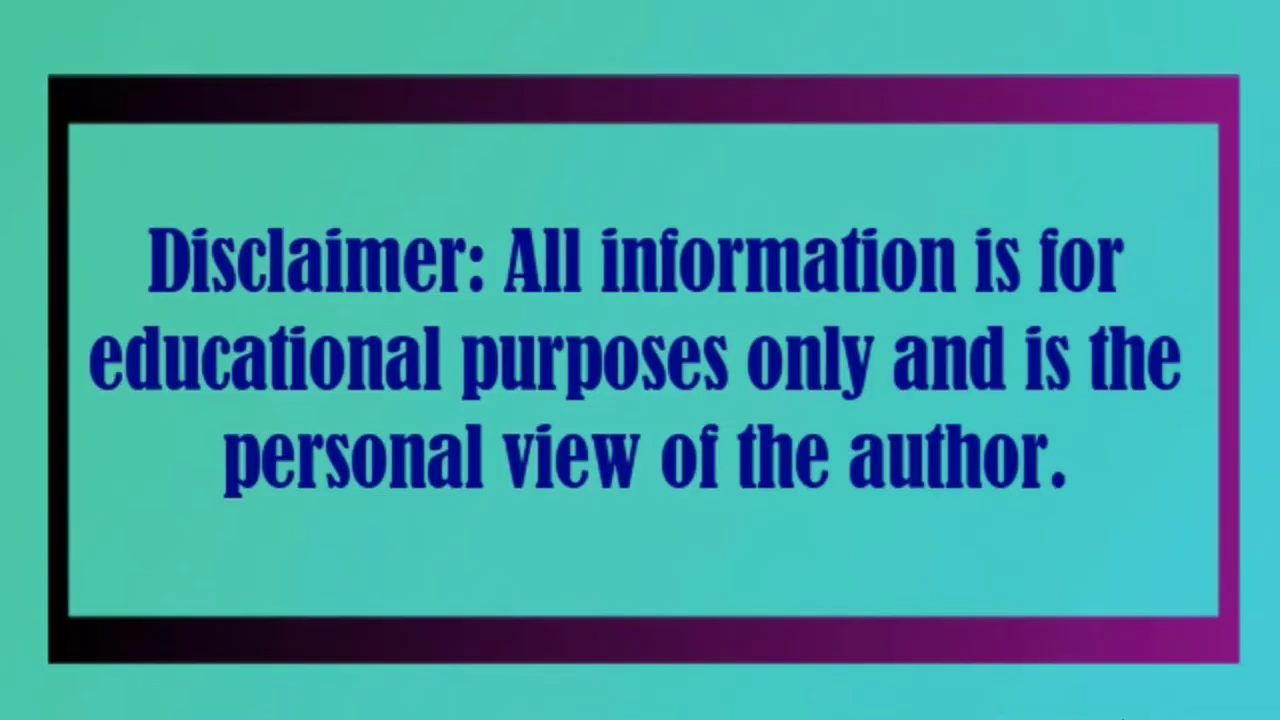 Disclaimer: All information is for
educational purposes only and is the
personal view of the author.